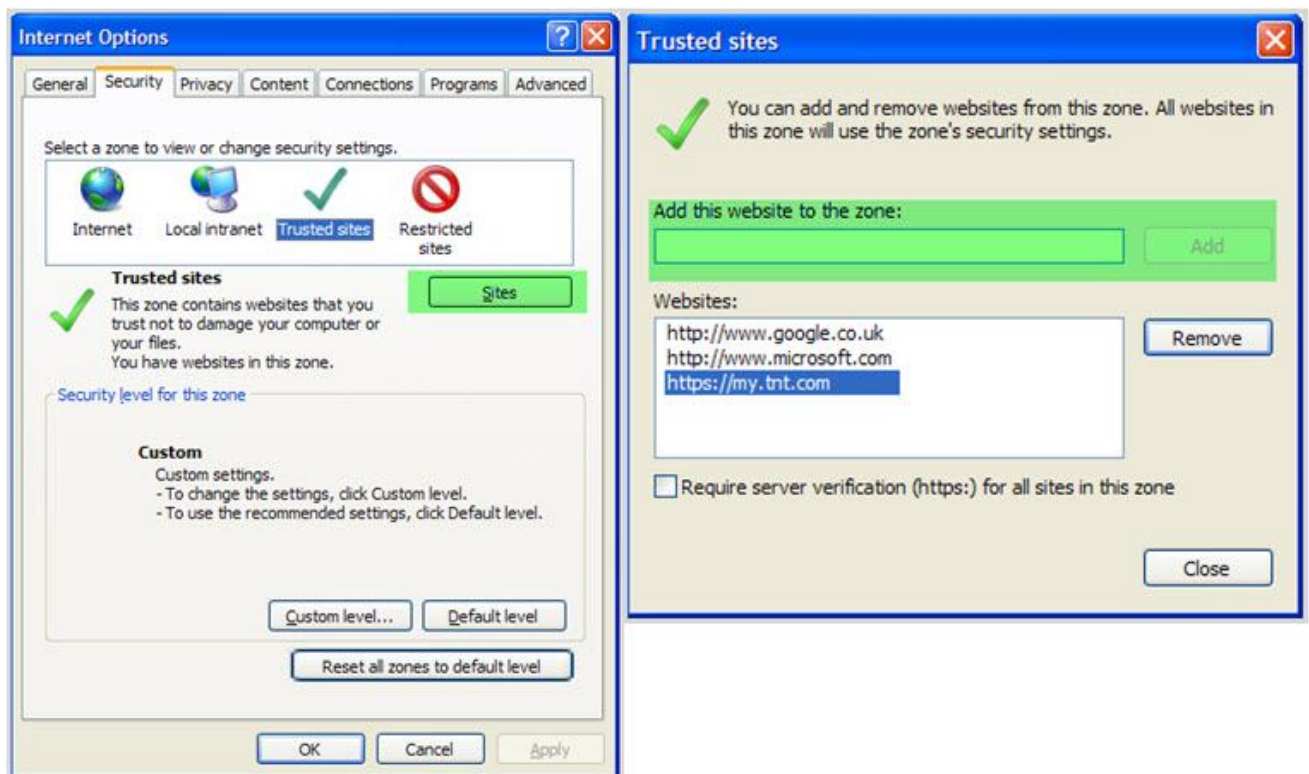 Internet Options
General Security Privacy Content Connections Programs Advanced
Select a zone to view or change security settings.
Internet Local intranet Trusted sites Restricted sites
Trusted sites
This zone contains websites that you
trust not to damage your computer or
your files.
You have websites in this zone.
Sites
Security level for this zone
Custom
Custom settings.
- To change the settings, click Custom level.
- To use the recommended settings, click Default level.
Custom level... Default level
Reset all zones to default level
OK Cancel Apply
Trusted sites
You can add and remove websites from this zone. All websites in
this zone will use the zone's security settings.
Add this website to the zone:
Add
Websites:
http://www.google.co.uk
http://www.microsoft.com
https://my.tnt.com
Remove
Require server verification (https:) for all sites in this zone
Close